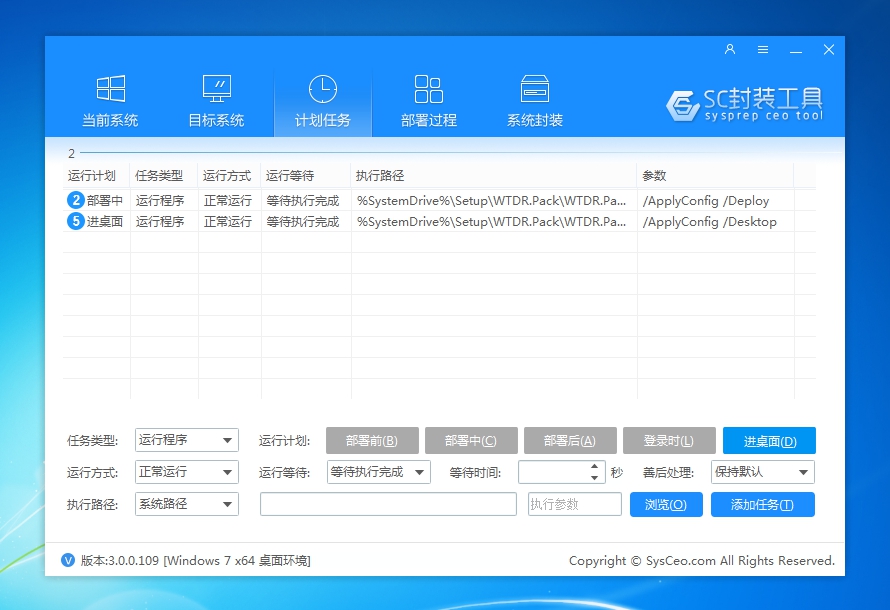 SC封装工具
sysprep ceo tool
当前系统 目标系统 计划任务 部署过程 系统封装
2
运行计划 任务类型 运行方式 运行等待 执行路径 参数
2 部署中 运行程序 正常运行 等待执行完成 %SystemDrive%\Setup\WTDR.Pack\WTDR.Pa... /ApplyConfig /Deploy
5 进桌面 运行程序 正常运行 等待执行完成 %SystemDrive%\Setup\WTDR.Pack\WTDR.Pa... /ApplyConfig /Desktop
任务类型: 运行程序 运行计划: 部署前(B) 部署中(C) 部署后(A) 登录时(L) 进桌面(D)
运行方式: 正常运行 运行等待: 等待执行完成 等待时间: 秒 善后处理: 保持默认
执行路径: 系统路径 执行参数 浏览(O) 添加任务(T)
V 版本:3.0.0.109 [Windows 7 x64 桌面环境] Copyright © SysCeo.com All Rights Reserved.